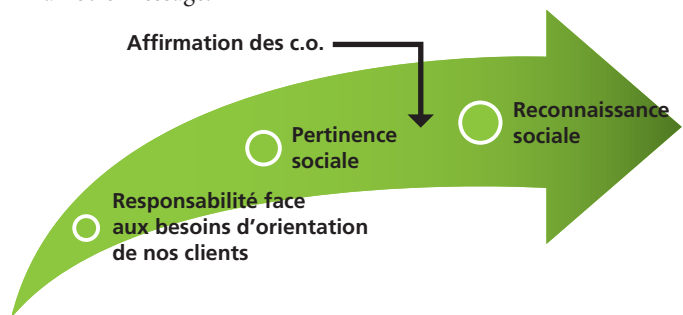 Affirmation des c.o.
Reconnaissance
sociale
Pertinence
sociale
Responsabilité face
aux besoins d’orientation
de nos clients